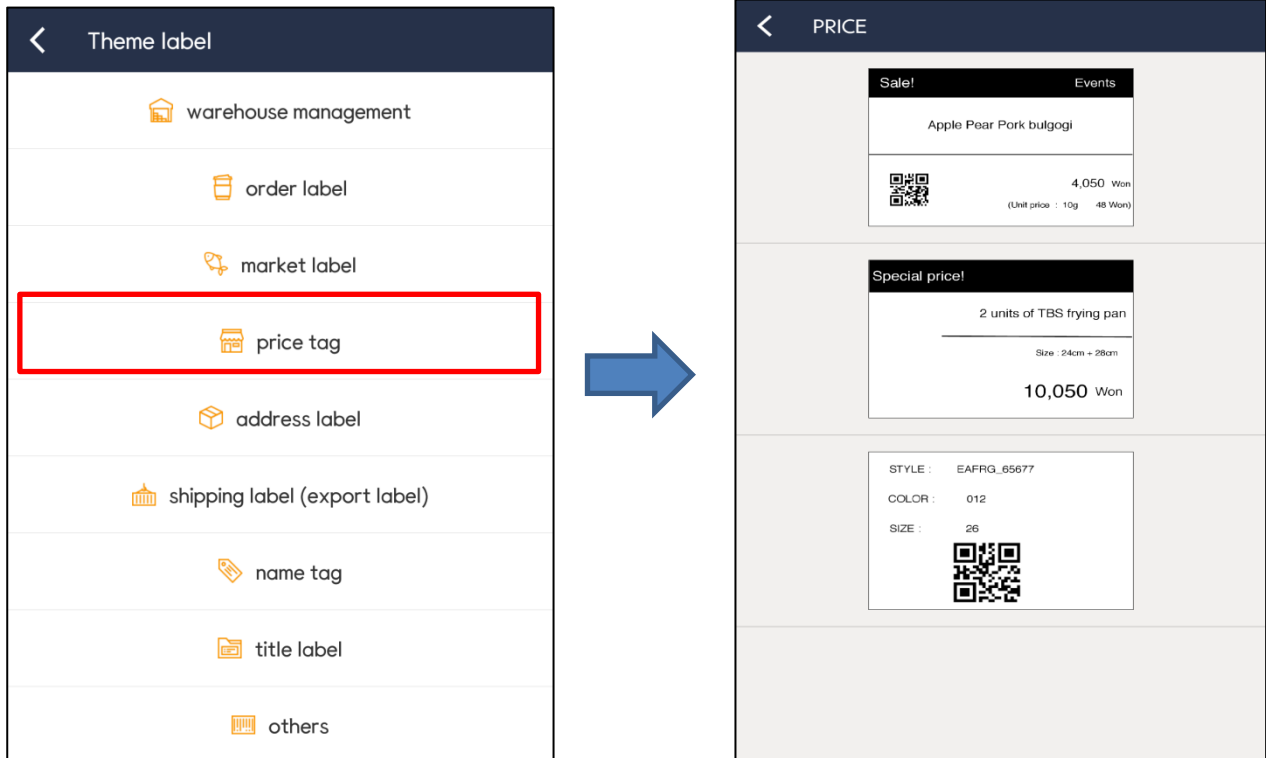 Theme label
warehouse management
order label
market label
price tag
address label
shipping label (export label)
name tag
title label
others
PRICE
Sale! Events
Apple Pear Pork bulgogi
4,050 Won
(Unit price : 10g 48 Won)
Special price!
2 units of TBS frying pan
Size : 24cm + 28cm
10,050 Won
STYLE : EAFRG_65677
COLOR : 012
SIZE : 26